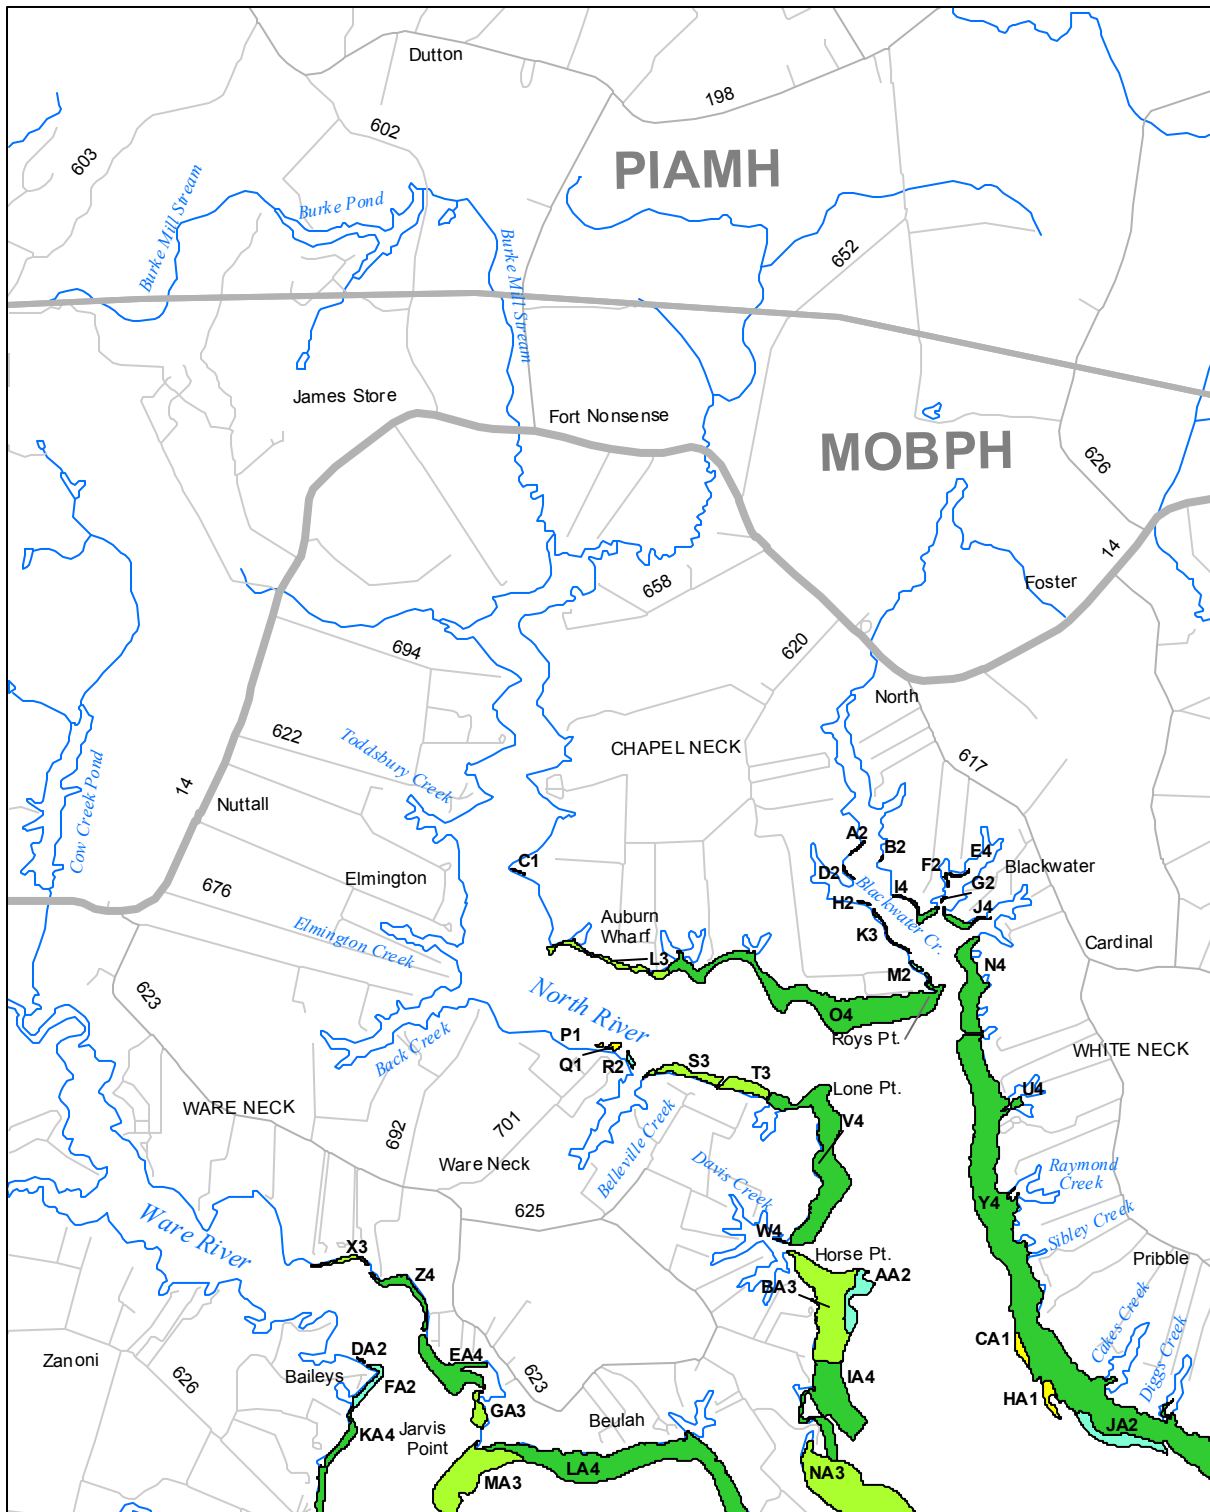 Dutton
198
602
603
PIAMH
Burke Mill Stream
Burke Pond
Burke Mill Stream
652
James Store
Fort Nonsense
MOBPH
626
14
Foster
658
620
694
North
622
Toddsbury Creek
CHAPEL NECK
617
14
Nuttall
Cow Creek Pond
A2
B2
E4
F2
Blackwater
C1
D2
G2
Elmington
676
I4
Blackwater Cr.
H2
J4
Auburn
Wharf
K3
Elmington Creek
Cardinal
L3
M2
N4
623
North River
O4
Back Creek
P1
Roys Pt.
Q1
R2
S3
T3
WHITE NECK
Lone Pt.
U4
WARE NECK
692
701
V4
Belleville Creek
Ware Neck
Davis Creek
Raymond
Creek
Y4
625
Ware River
W4
Sibley Creek
X3
Horse Pt.
Pribble
Z4
AA2
BA3
Cakes Creek
CA1
Diggs Creek
DA2
EA4
Zanoni
626
Baileys
FA2
623
IA4
HA1
GA3
KA4
Jarvis
Point
Beulah
JA2
LA4
MA3
NA3